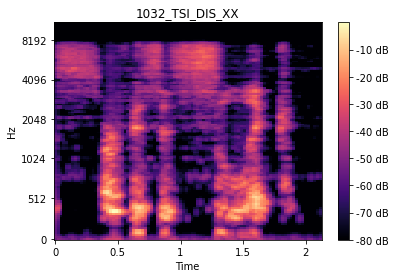 1032_TSI_DIS_XX
8192
4096
2048
1024
512
0
Hz
0
0.5
1
1.5
2
Time
-10 dB
-20 dB
-30 dB
-40 dB
-50 dB
-60 dB
-70 dB
-80 dB